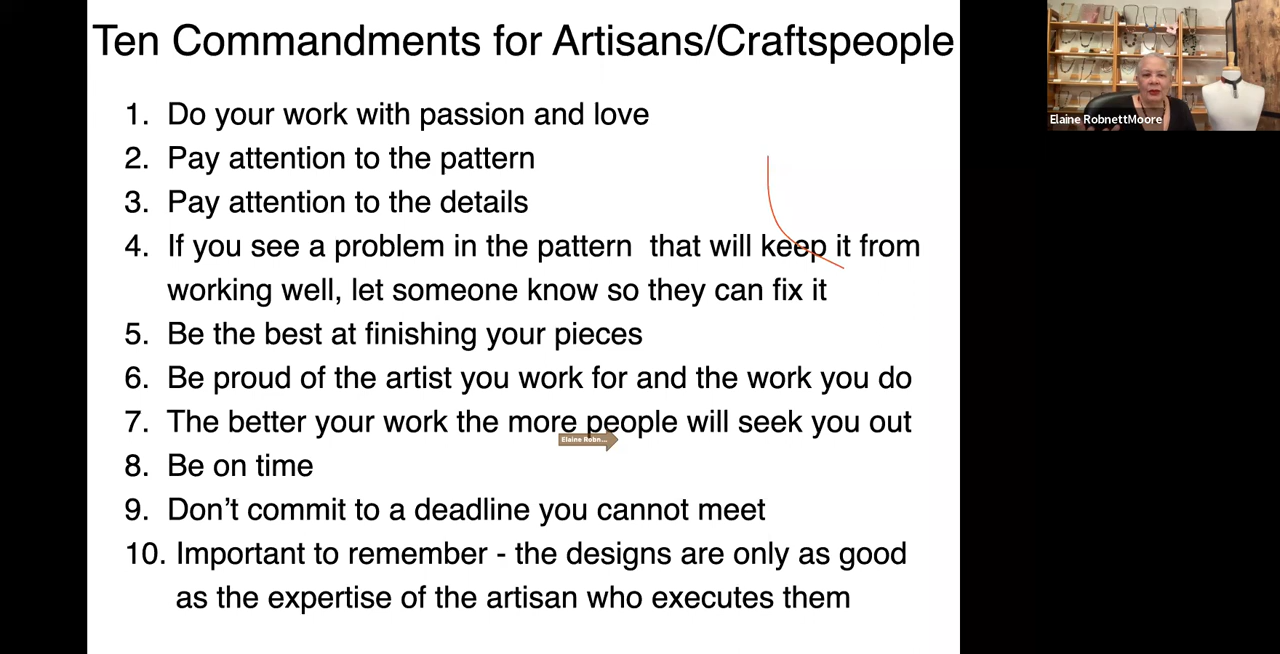 Ten Commandments for Artisans/Craftspeople
1. Do your work with passion and love
2. Pay attention to the pattern
3. Pay attention to the details
4. If you see a problem in the pattern  that will keep it from
working well, let someone know so they can fix it
5. Be the best at finishing your pieces
6. Be proud of the artist you work for and the work you do
7. The better your work the more people will seek you out
Elaine Robn...
8. Be on time
9. Don’t commit to a deadline you cannot meet
10. Important to remember - the designs are only as good
as the expertise of the artisan who executes them
Elaine RobnettMoore